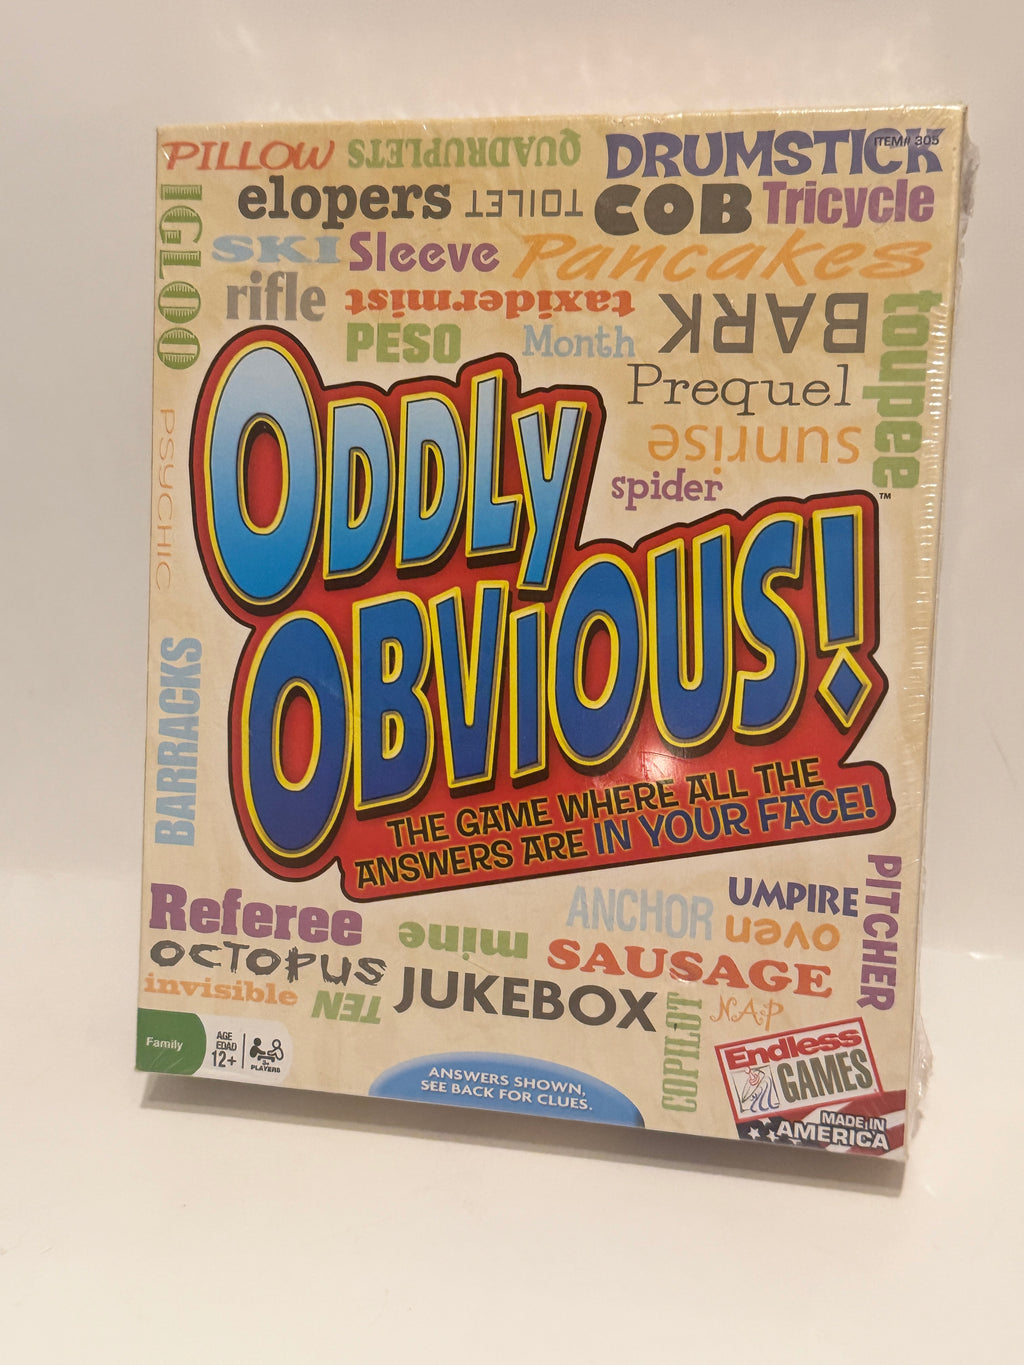 PILLOW QUADRUPLETS DRUMSTICK
ITEM# 305
elopers TOILET COB Tricycle
IGLOO
SKI Sleeve Pancakes
rifle taxidermist BARK
toupee
PESO Month
Prequel
sunrise
spider
PSYCHIC
ODDLY
OBVIOUS!
™
THE GAME WHERE ALL THE
ANSWERS ARE IN YOUR FACE!
BARRACKS
Referee ANCHOR UMPIRE
PITCHER
OCTOPUS mine oven
SAUSAGE
invisible TEN JUKEBOX
COPILOT
NAP
Family
AGE
EDAD
12+
3+
PLAYERS
ANSWERS SHOWN,
SEE BACK FOR CLUES.
Endless
GAMES
MADE IN
AMERICA